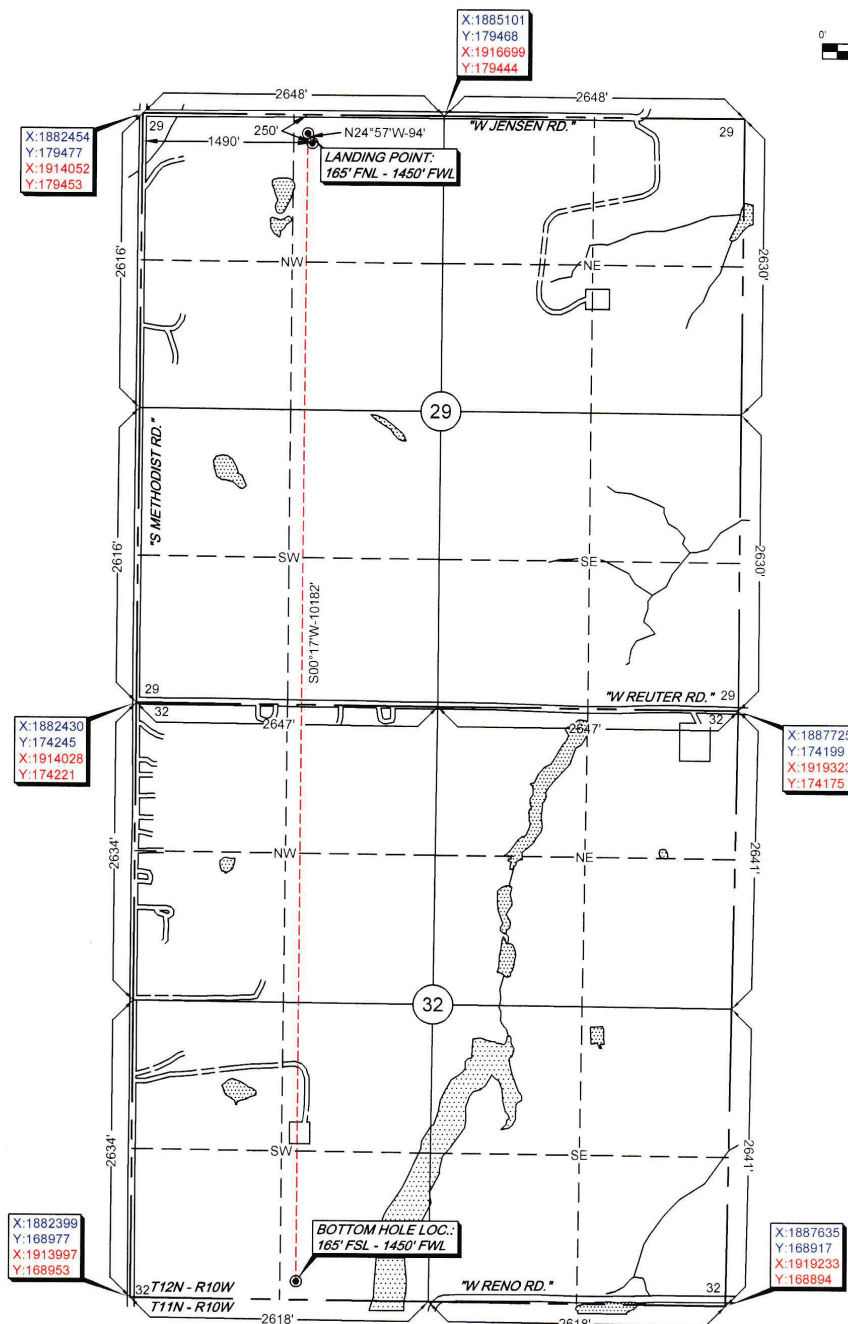 X:1885101
Y:179468
X:1916699
Y:179444
0'
2648'
2648'
X:1882454
Y:179477
X:1914052
Y:179453
29
250'
N24°57'W-94'
"W JENSEN RD."
29
1490'
LANDING POINT:
165' FNL - 1450' FWL
2616'
NW
NE
2630'
29
"S METHODIST RD."
2616'
SW
SE
2630'
S00°17'W-10182'
29
"W REUTER RD."
29
32
2647'
2647'
32
X:1882430
Y:174245
X:1914028
Y:174221
X:1887725
Y:174199
X:1919323
Y:174175
2634'
NW
NE
2641'
32
2634'
SW
SE
2641'
X:1882399
Y:168977
X:1913997
Y:168953
BOTTOM HOLE LOC.:
165' FSL - 1450' FWL
X:1887635
Y:168917
X:1919233
Y:168894
32
T12N - R10W
"W RENO RD."
32
T11N - R10W
2618'
2618'